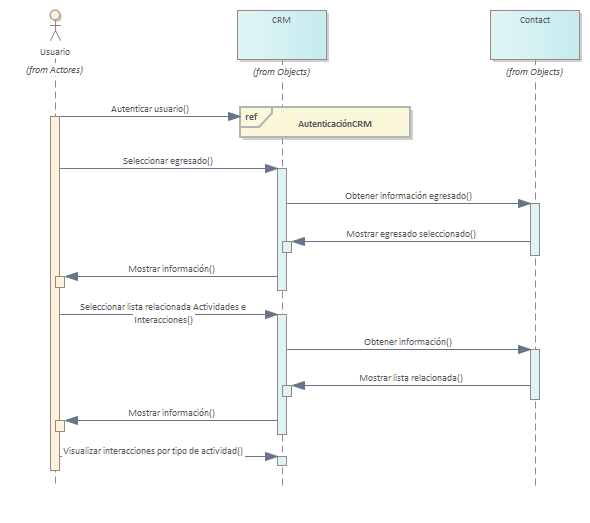 CRM
Contact
Usuario
(from Actores)
(from Objects)
(from Objects)
Autenticar usuario()
ref
AutenticaciónCRM
Seleccionar egresado()
Obtener información egresado()
Mostrar egresado seleccionado()
Mostrar información()
Seleccionar lista relacionada Actividades e
Interacciones()
Obtener información()
Mostrar lista relacionada()
Mostrar información()
Visualizar interacciones por tipo de actividad()